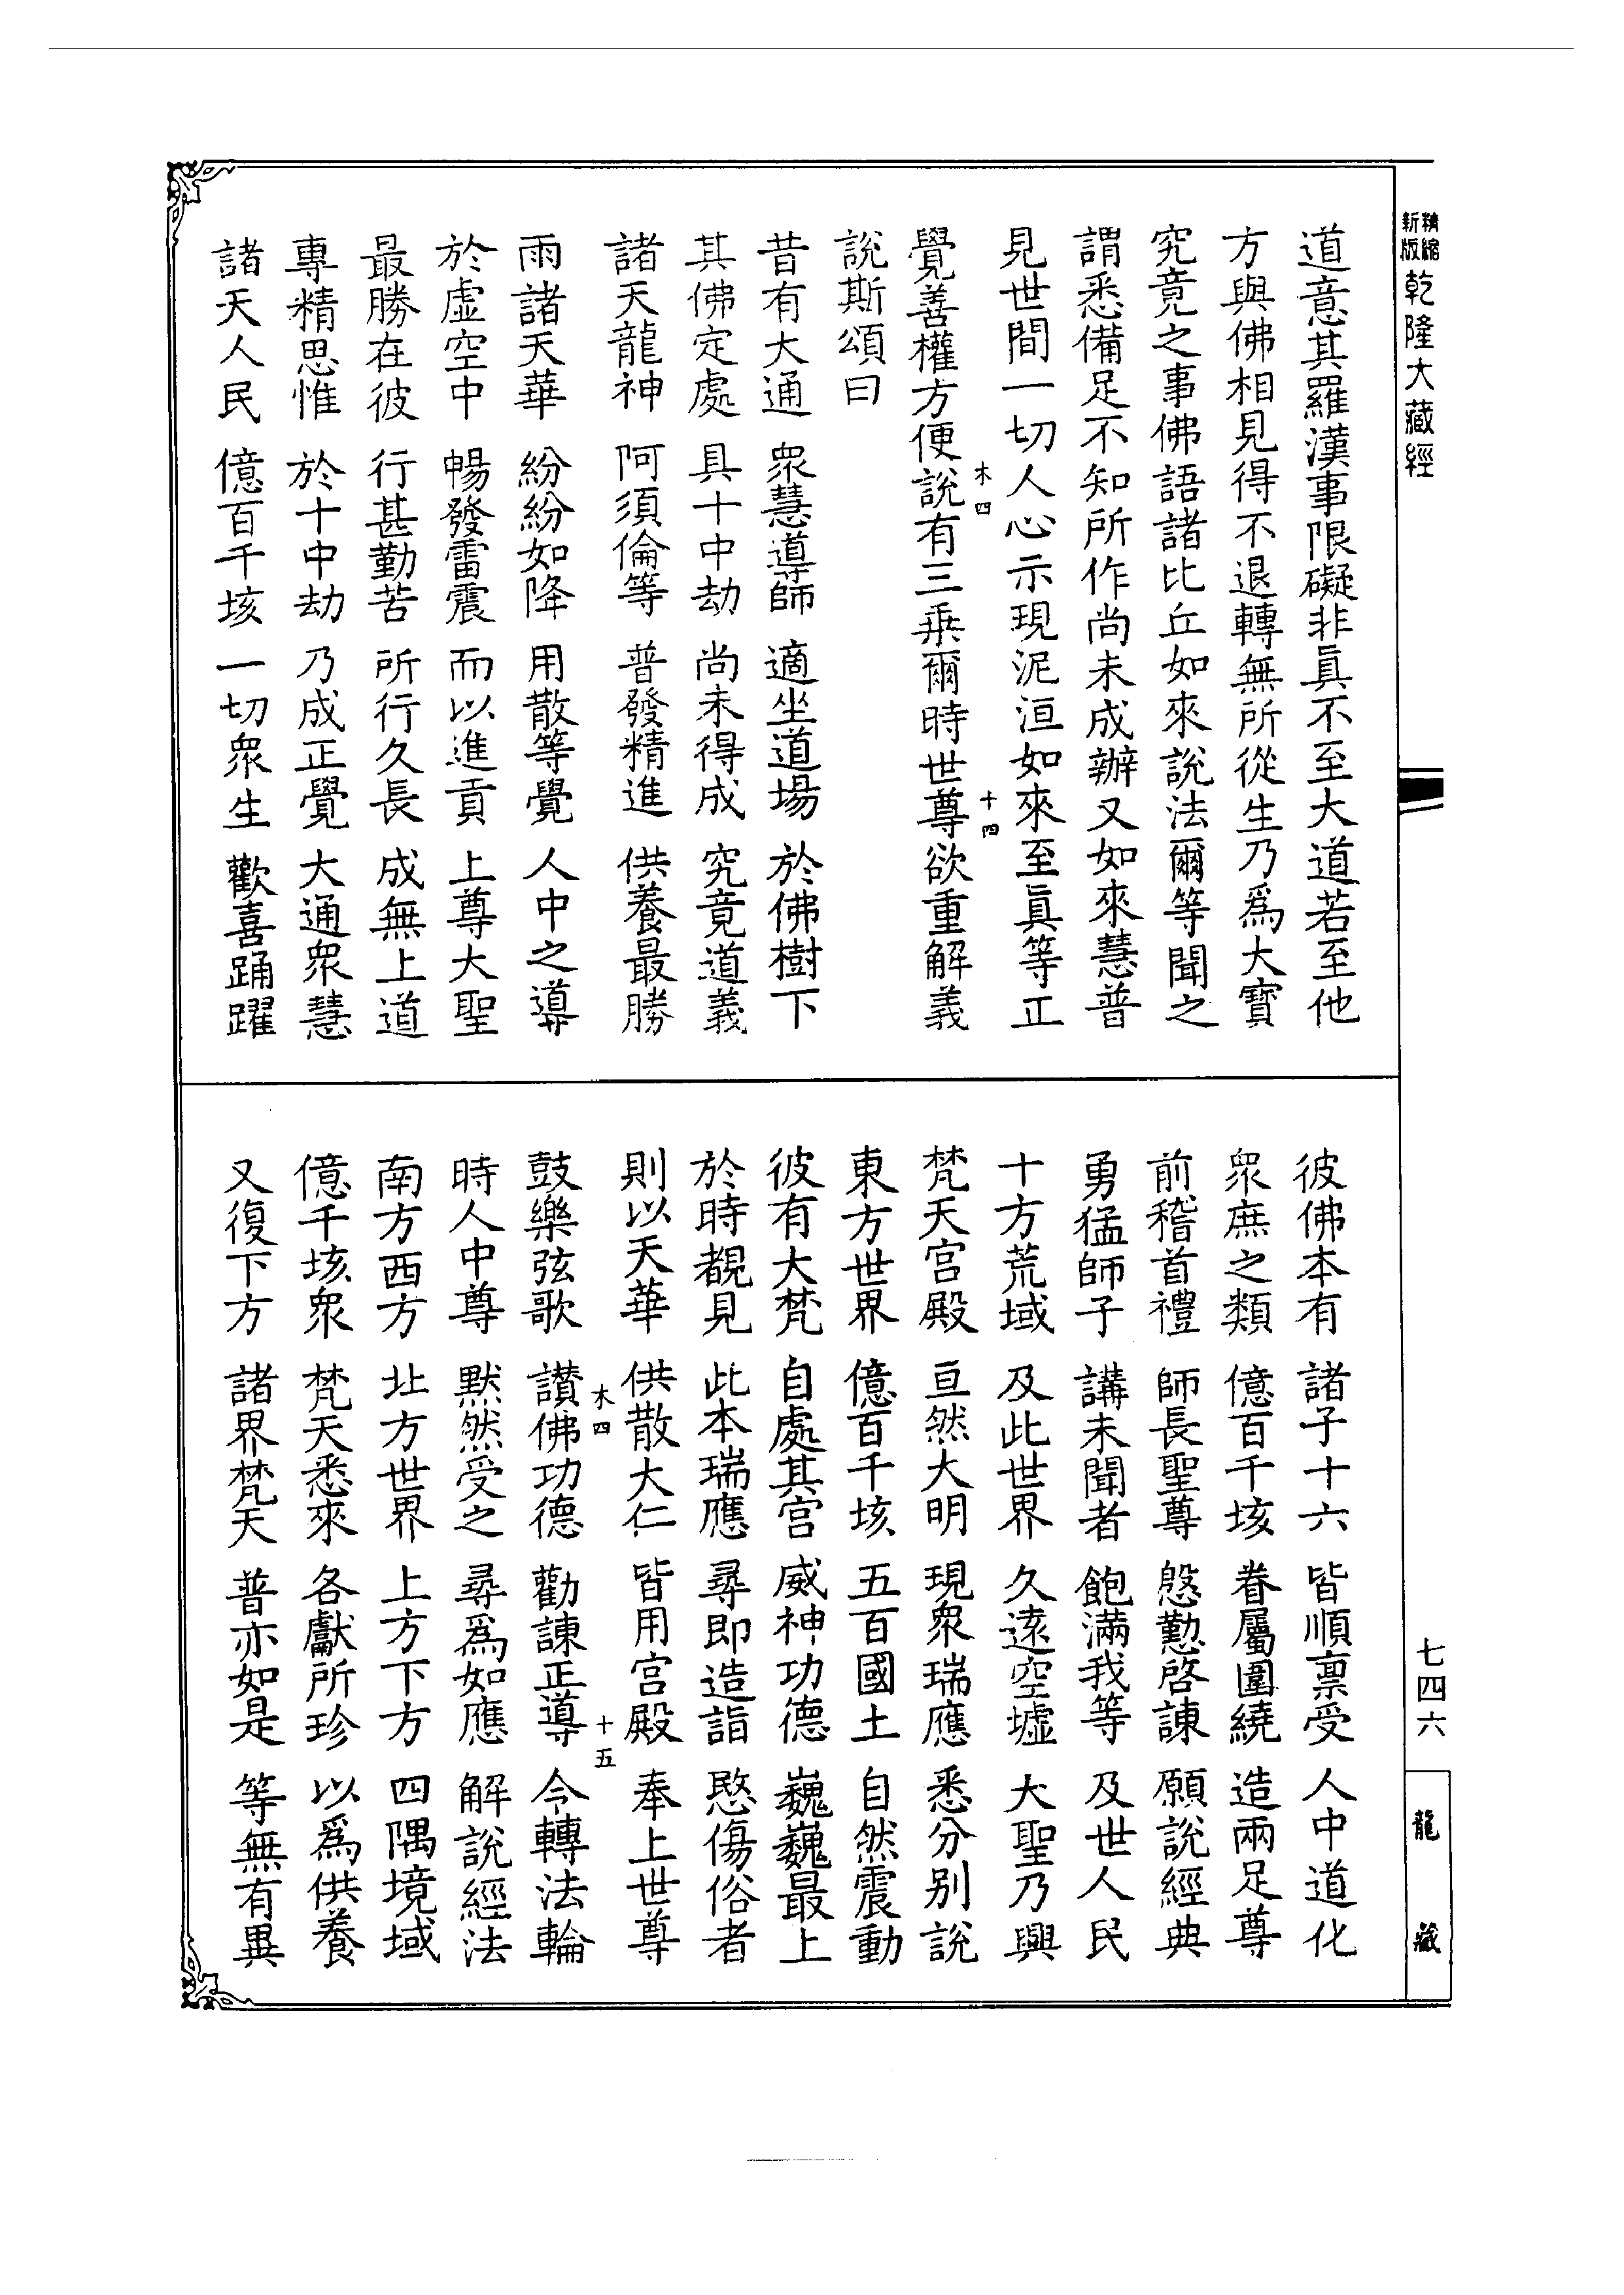 精縮新版乾隆大藏經
道意其羅漢事限礙非真不至大道若至他
方與佛相見得不退轉無所從生乃爲大寶
究竟之事佛語諸比丘如來說法爾等聞之
謂悉備足不知所作尚未成辦又如來慧普
見世間一切人心示現泥洹如來至真等正
木四 十四
覺善權方便說有三乘爾時世尊欲重解義
說斯頌曰
昔有大通 衆慧導師 適坐道場 於佛樹下
其佛定處 具十中劫 尚未得成 究竟道義
諸天龍神 阿須倫等 普發精進 供養最勝
雨諸天華 紛紛如降 用散等覺 人中之導
於虛空中 暢發雷震 而以進貢 上尊大聖
最勝在彼 行甚勤苦 所行久長 成無上道
專精思惟 於十中劫 乃成正覺 大通衆慧
諸天人民 億百千垓 一切衆生 歡喜踊躍
彼佛本有 諸子十六 皆順禀受 人中道化
衆庶之類 億百千垓 眷屬圍繞 造兩足尊
前稽首禮 師長聖尊 慇懃啓諫 願說經典
勇猛師子 講未聞者 飽滿我等 及世人民
十方荒域 及此世界 久遠空墟 大聖乃興
梵天宮殿 亘然大明 現衆瑞應 悉分別說
東方世界 億百千垓 五百國土 自然震動
彼有大梵 自處其宮 威神功德 巍巍最上
於時覩見 此本瑞應 尋即造詣 愍傷俗者
則以天華 供散大仁 皆用宮殿 奉上世尊
木四 十五
鼓樂弦歌 讃佛功德 勸諫正導 令轉法輪
時人中尊 默然受之 尋爲如應 解說經法
南方西方 北方世界 上方下方 四隅境域
億千垓衆 梵天悉來 各獻所珍 以爲供養
又復下方 諸界梵天 普亦如是 等無有異
七四六
龍藏